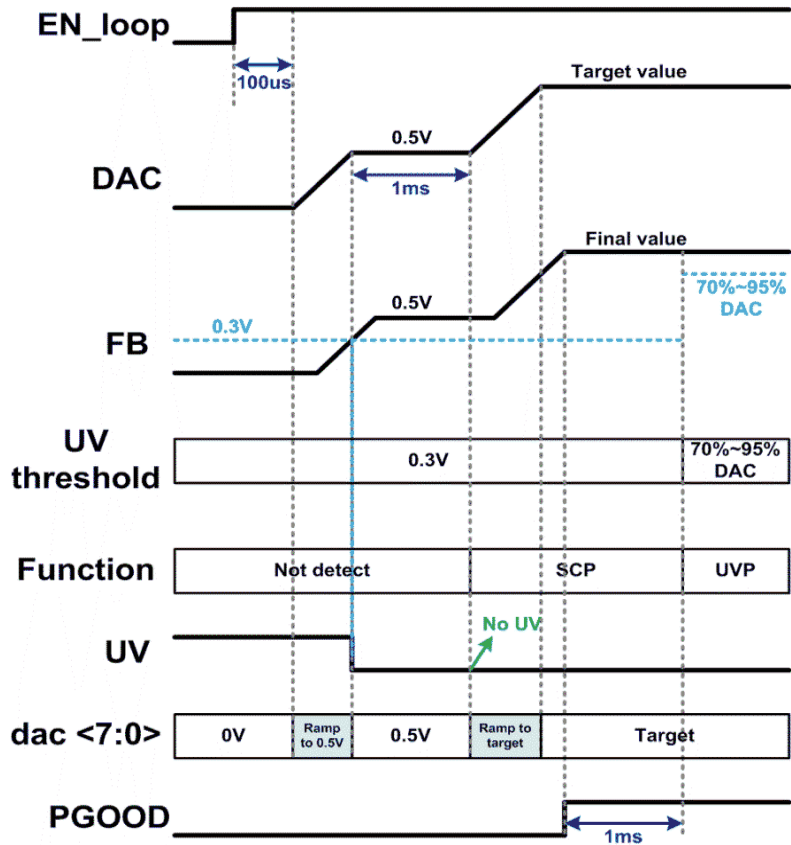 EN_loop
100us
Target value
0.5V
DAC
1ms
Final value
70%~95%
DAC
0.5V
0.3V
FB
UV
threshold
0.3V
70%~95%
DAC
Function
Not detect
SCP
UVP
No UV
UV
dac <7:0>
0V
Ramp
to 0.5V
0.5V
Ramp to
target
Target
PGOOD
1ms